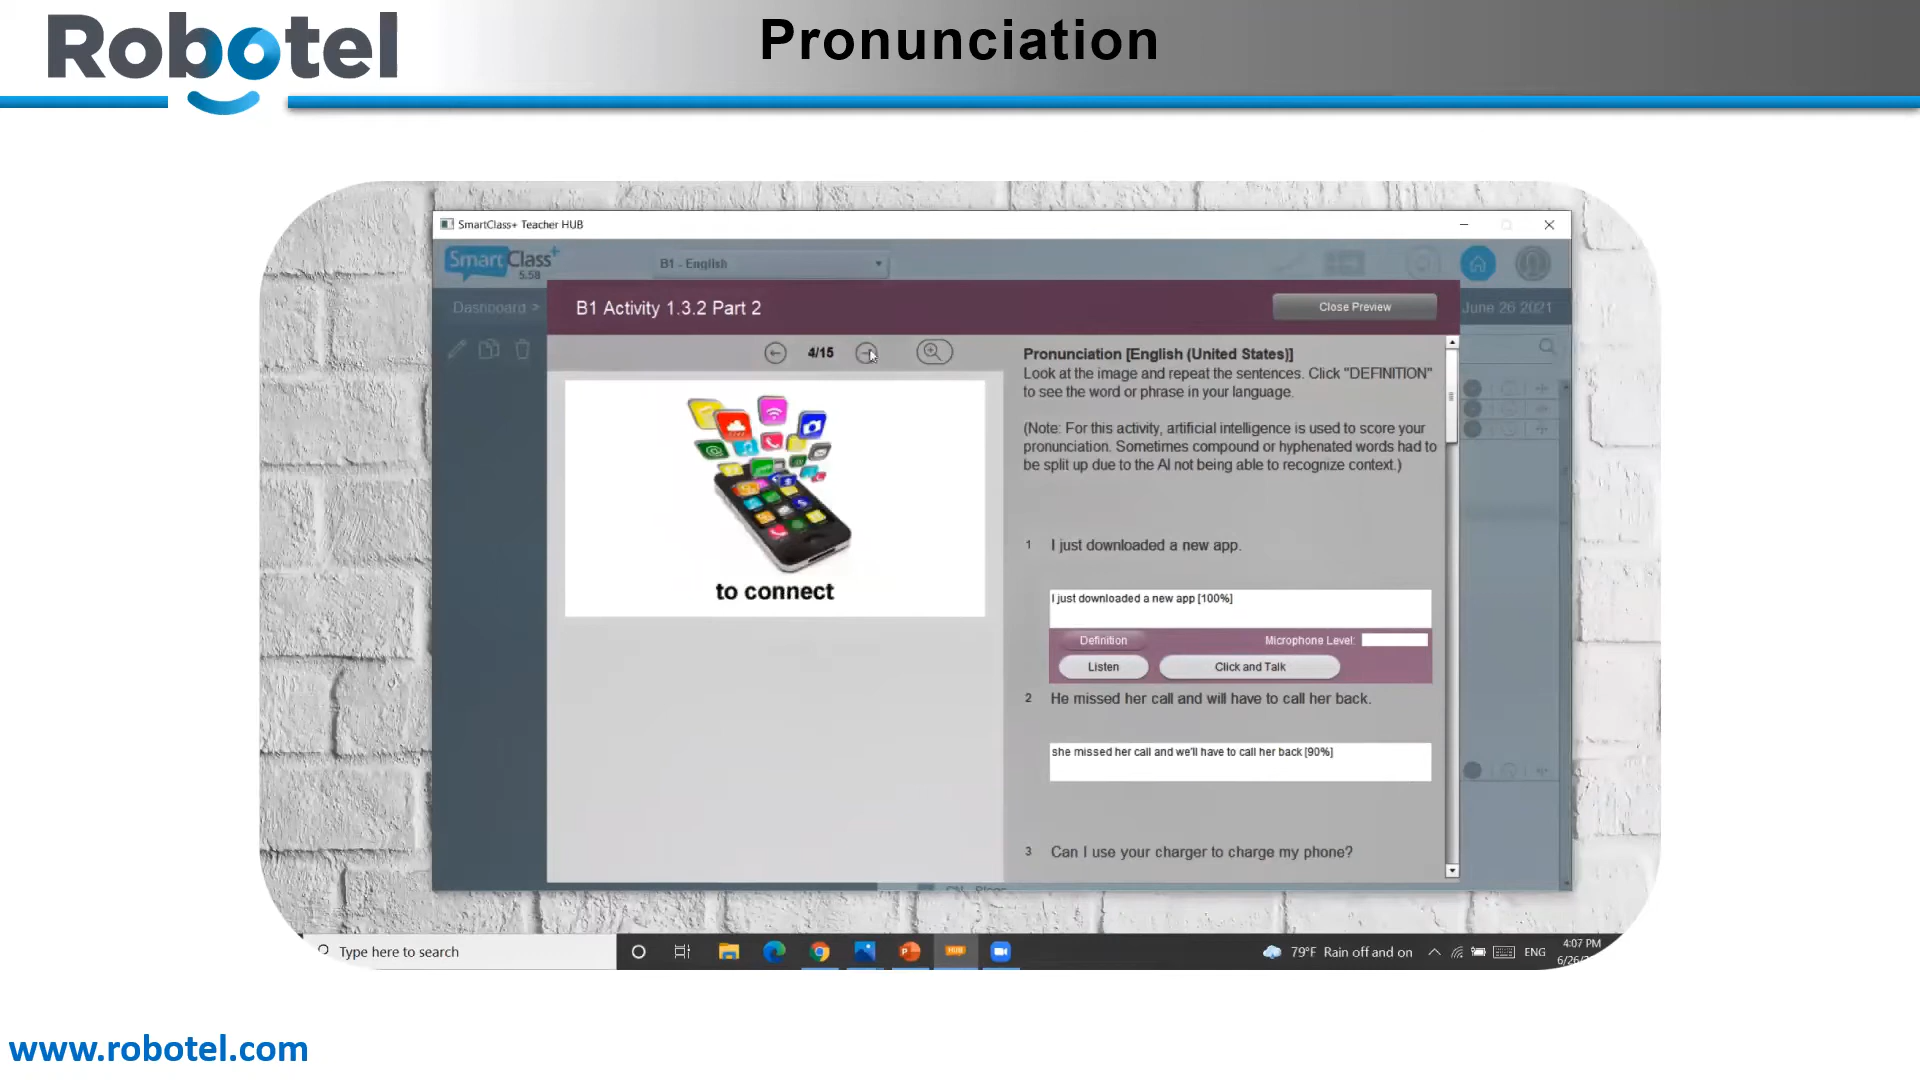 Robotel
Pronunciation
SmartClass+ Teacher HUB
SmartClass+
5.58
B1 - English
Dashboard >
B1 Activity 1.3.2 Part 2
Close Preview
June 26 2021
4/15
to connect
Pronunciation [English (United States)]
Look at the image and repeat the sentences. Click "DEFINITION"
to see the word or phrase in your language.
(Note: For this activity, artificial intelligence is used to score your
pronunciation. Sometimes compound or hyphenated words had to
be split up due to the AI not being able to recognize context.)
1 I just downloaded a new app.
I just downloaded a new app [100%]
Definition
Microphone Level:
Listen
Click and Talk
2 He missed her call and will have to call her back.
she missed her call and we'll have to call her back [90%]
3 Can I use your charger to charge my phone?
Type here to search
HUB
79°F Rain off and on
ENG
4:07 PM
www.robotel.com